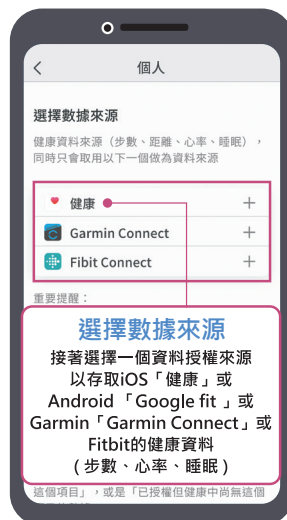 個人
選擇數據來源
健康資料來源（步數、距離、心率、睡眠），
同時只會取用以下一個做為資料來源
健康
Garmin Connect
Fibit Connect
重要提醒：
選擇數據來源
接著選擇一個資料授權來源
以存取iOS「健康」或
Android 「Google fit 」或
Garmin「Garmin Connect」或
Fitbit的健康資料
( 步數、心率、睡眠 )
這個項目」，或是「已授權但健康中尚無這個